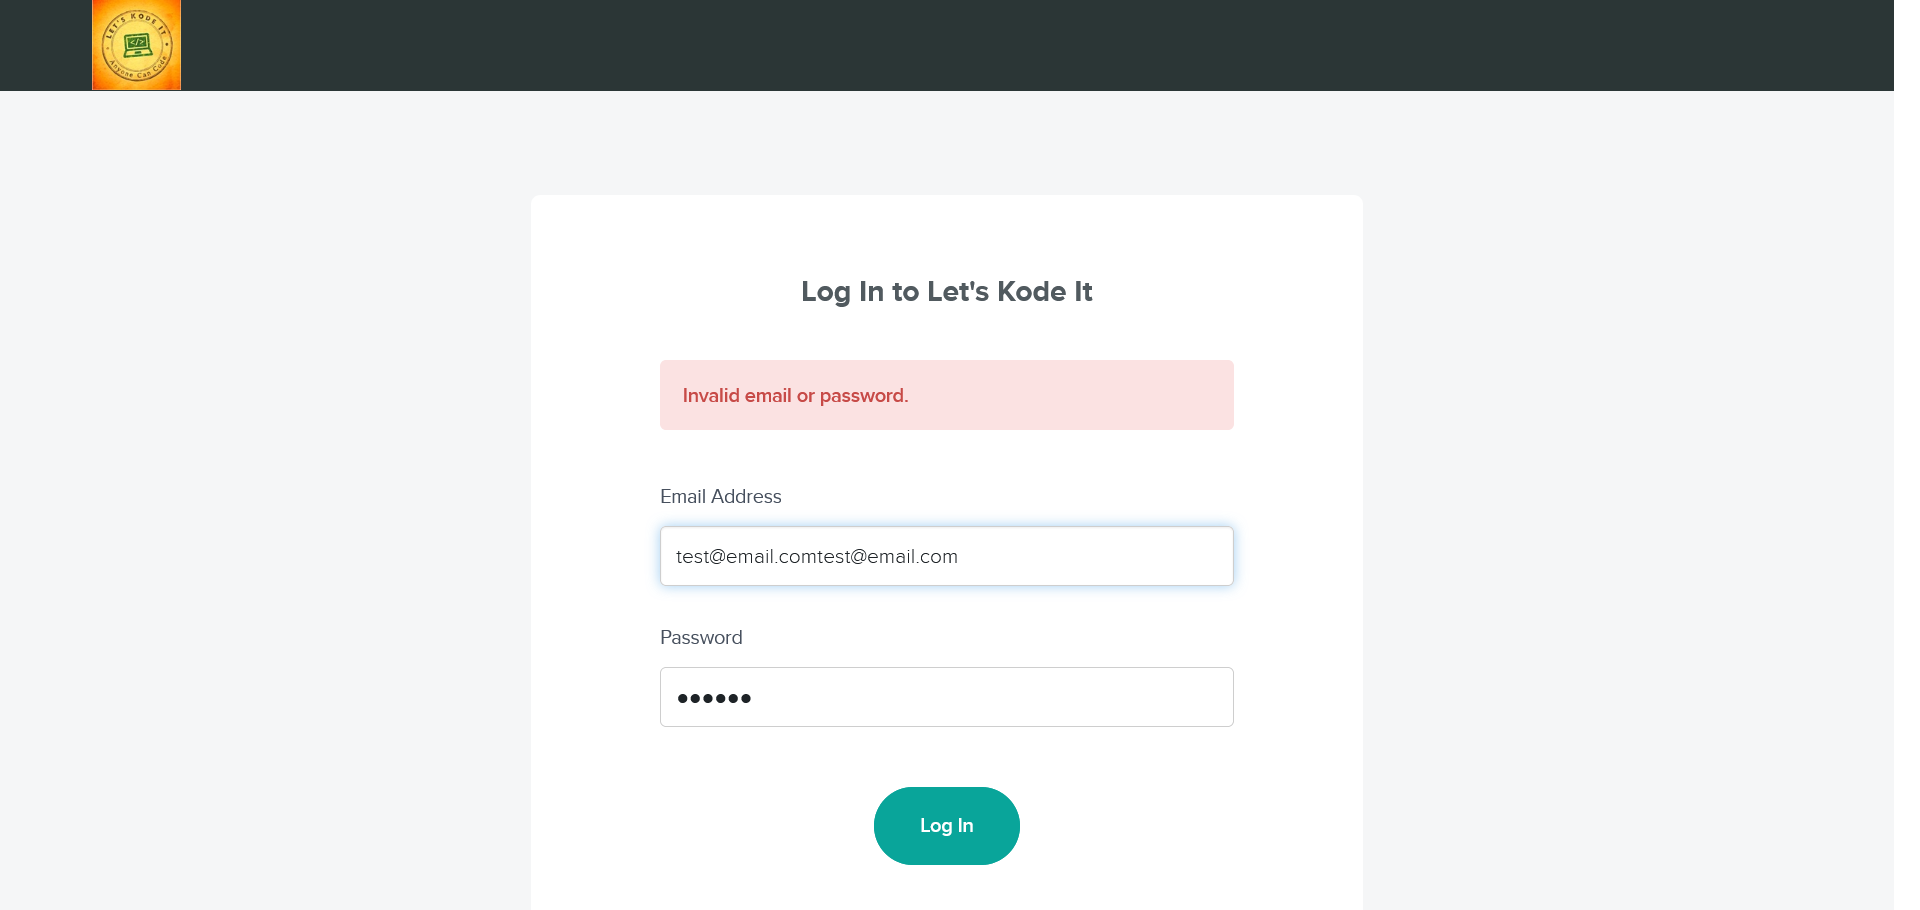 LET'S KODE IT
</>
Anyone Can Code
Log In to Let's Kode It
Invalid email or password.
Email Address
test@email.comtest@email.com
Password
●●●●●●
Log In